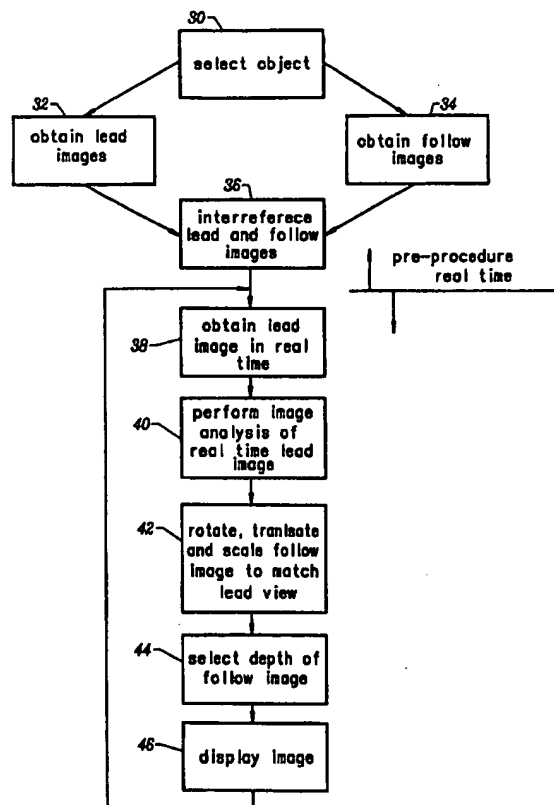 30
select object
32
obtain lead
images
34
obtain follow
images
36
interreferece
lead and follow
images
pre-procedure
real time
38
obtain lead
image in real
time
40
perform image
analysis of
real time lead
image
42
rotate, tranlsate
and scale follow
image to match
lead view
44
select depth of
follow image
46
display image